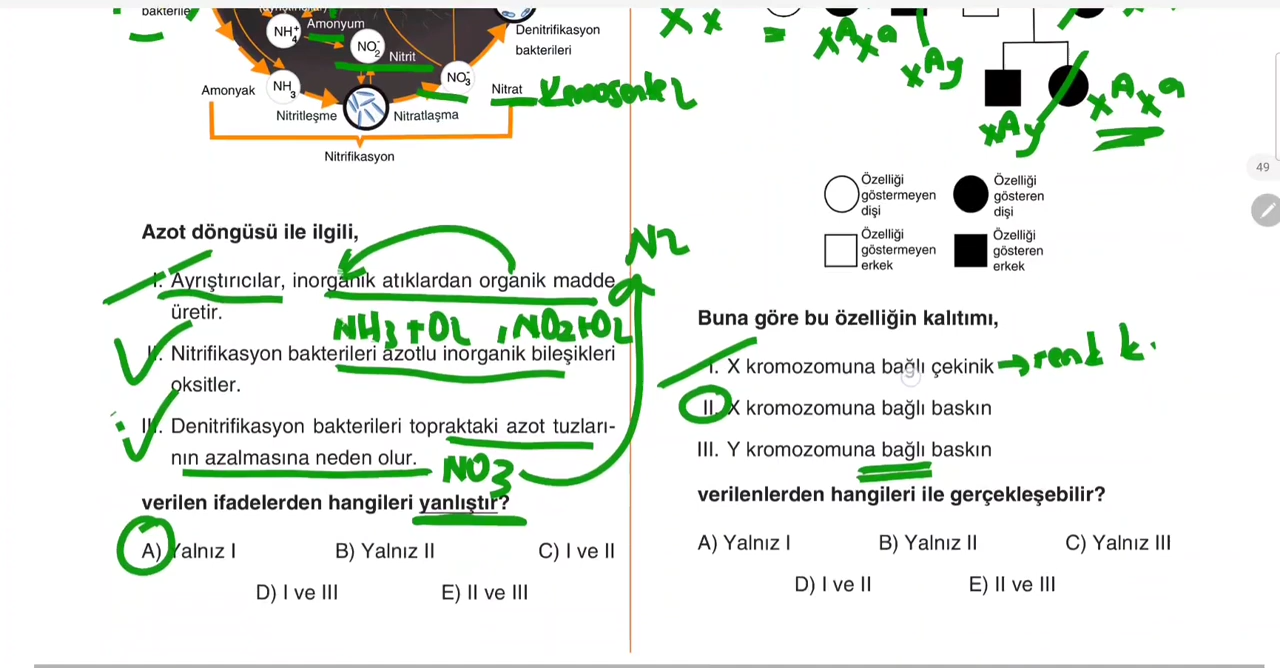 bakterile
NH4+
Amonyum
NO2-
Nitrit
Denitrifikasyon
bakterileri
Amonyak
NH3
NO3-
Nitrat
Nitritleşme
Nitratlaşma
Nitrifikasyon
Azot döngüsü ile ilgili,
I. Ayrıştırıcılar, inorganik atıklardan organik madde
üretir.
NH3+O2, NO2+O2
II. Nitrifikasyon bakterileri azotlu inorganik bileşikleri
oksitler.
III. Denitrifikasyon bakterileri topraktaki azot tuzları-
nın azalmasına neden olur.
NO3
N2
verilen ifadelerden hangileri yanlıştır?
A) Yalnız I
B) Yalnız II
C) I ve II
D) I ve III
E) II ve III
X x
= XAXa
XAy
XAy
XAXa
49
Özelliği
göstermeyen
dişi
Özelliği
gösteren
dişi
Özelliği
göstermeyen
erkek
Özelliği
gösteren
erkek
Buna göre bu özelliğin kalıtımı,
I. X kromozomuna bağlı çekinik → renk k.
II. X kromozomuna bağlı baskın
III. Y kromozomuna bağlı baskın
verilenlerden hangileri ile gerçekleşebilir?
A) Yalnız I
B) Yalnız II
C) Yalnız III
D) I ve II
E) II ve III